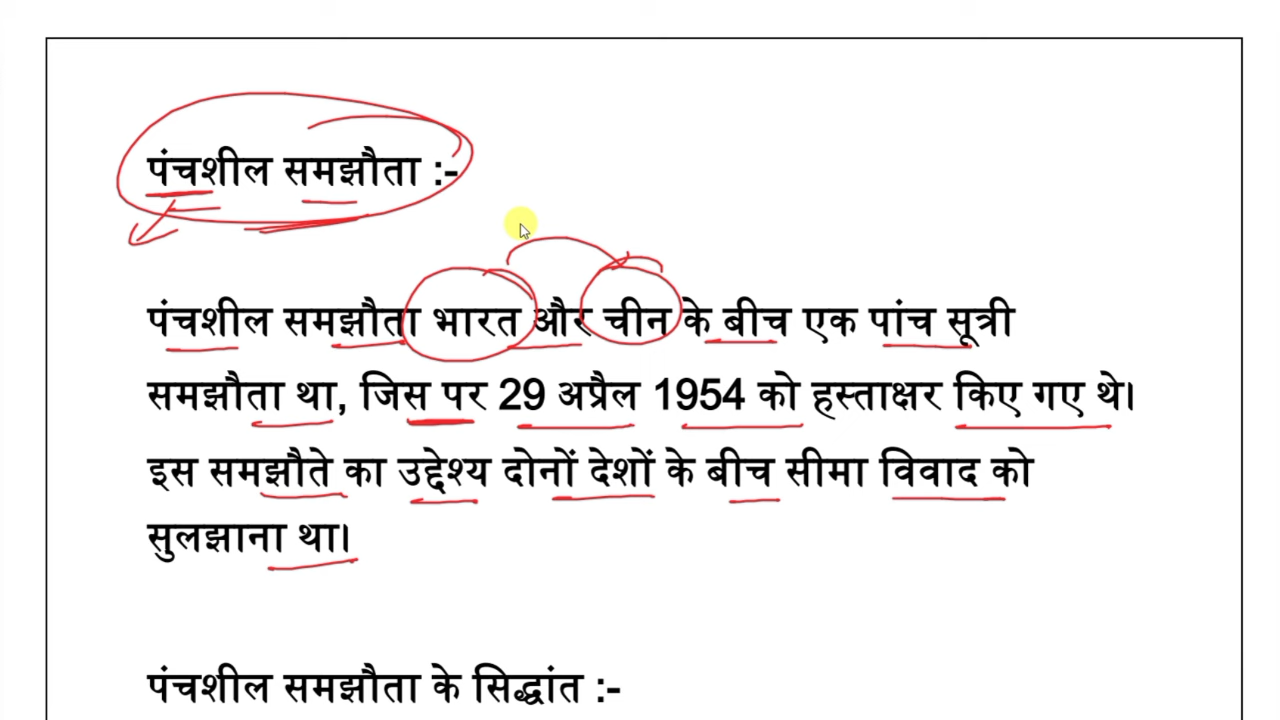 पंचशील समझौता :-
पंचशील समझौता भारत और चीन के बीच एक पांच सूत्री
समझौता था, जिस पर 29 अप्रैल 1954 को हस्ताक्षर किए गए थे।
इस समझौते का उद्देश्य दोनों देशों के बीच सीमा विवाद को
सुलझाना था।
पंचशील समझौता के सिद्धांत :-